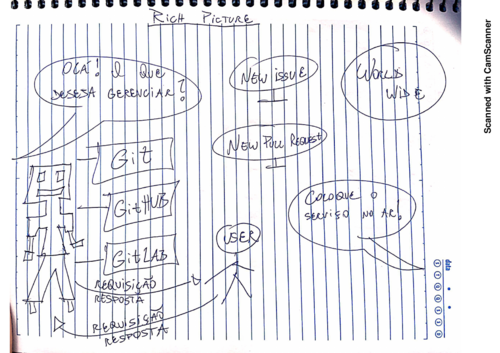 RICH PICTURE
OLÁ! O QUE
DESEJA GERENCIAR?
NEW ISSUE
WORLD
WIDE
NEW PULL REQUEST
Git
GitHUB
GitLAB
USER
COLOQUE O
SERVIÇO NO AR!
REQUISIÇÃO
RESPOSTA
REQUISIÇÃO
RESPOSTA
data
Scanned with CamScanner